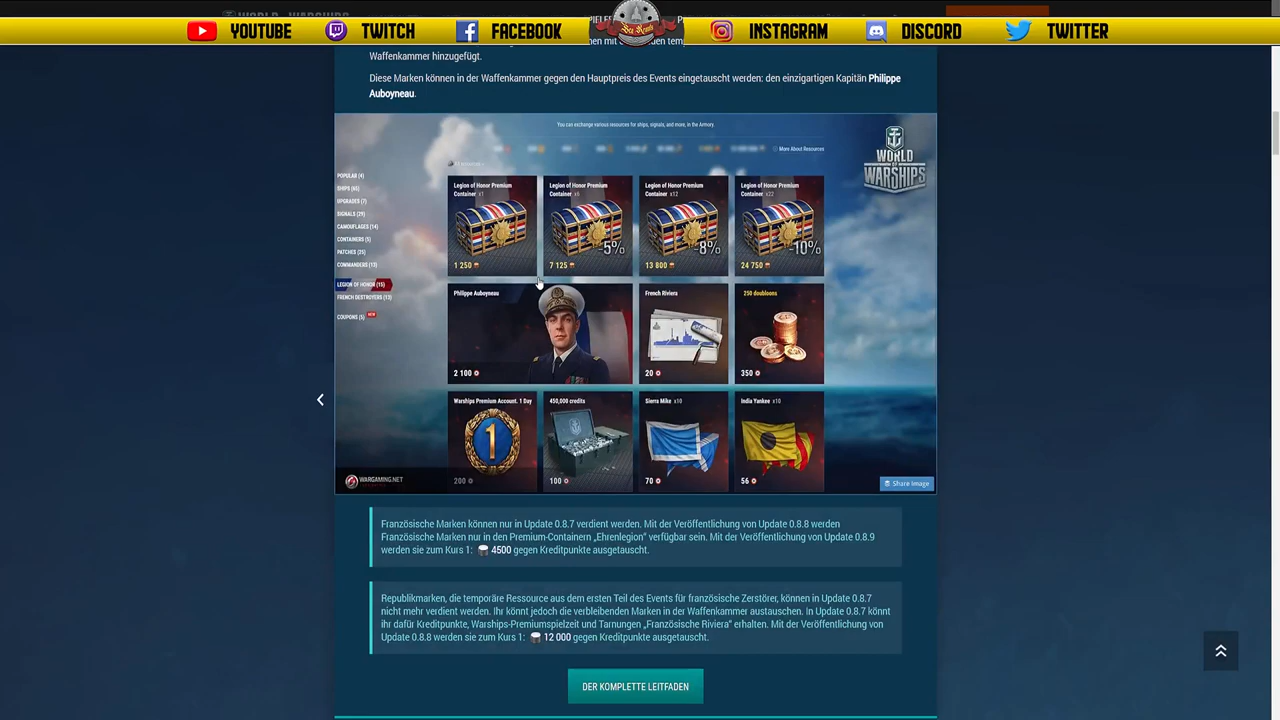 YOUTUBE
TWITCH
FACEBOOK
INSTAGRAM
DISCORD
TWITTER
Waffenkammer hinzugefügt.
Diese Marken können in der Waffenkammer gegen den Hauptpreis des Events eingetauscht werden: den einzigartigen Kapitän Philippe
Auboyneau.
You can exchange various resources for ships, signals, and more, in the Armory.
More About Resources
WORLD
OF
WARSHIPS
POPULAR (4)
SHIPS (65)
UPGRADES (7)
SIGNALS (29)
CAMOUFLAGES (14)
CONTAINERS (5)
PATCHES (25)
COMMANDERS (13)
LEGION OF HONOR (15)
FRENCH DESTROYERS (13)
COUPONS (5) NEW
Legion of Honor Premium
Container x1
1 250
Legion of Honor Premium
Container x6
-5%
7 125
Legion of Honor Premium
Container x12
-8%
13 800
Legion of Honor Premium
Container x22
-10%
24 750
Philippe Auboyneau
2 100
French Riviera
20
250 doubloons
350
Warships Premium Account. 1 Day
1
200
450,000 credits
100
Sierra Mike x10
70
India Yankee x10
56
WARGAMING.NET
Share Image
Französische Marken können nur in Update 0.8.7 verdient werden. Mit der Veröffentlichung von Update 0.8.8 werden
Französische Marken nur in den Premium-Containern „Ehrenlegion" verfügbar sein. Mit der Veröffentlichung von Update 0.8.9
werden sie zum Kurs 1: 4500 gegen Kreditpunkte ausgetauscht.
Republikmarken, die temporäre Ressource aus dem ersten Teil des Events für französische Zerstörer, können in Update 0.8.7
nicht mehr verdient werden. Ihr könnt jedoch die verbleibenden Marken in der Waffenkammer austauschen. In Update 0.8.7 könnt
ihr dafür Kreditpunkte, Warships-Premiumspielzeit und Tarnungen „Französische Riviera" erhalten. Mit der Veröffentlichung von
Update 0.8.8 werden sie zum Kurs 1: 12 000 gegen Kreditpunkte ausgetauscht.
DER KOMPLETTE LEITFADEN